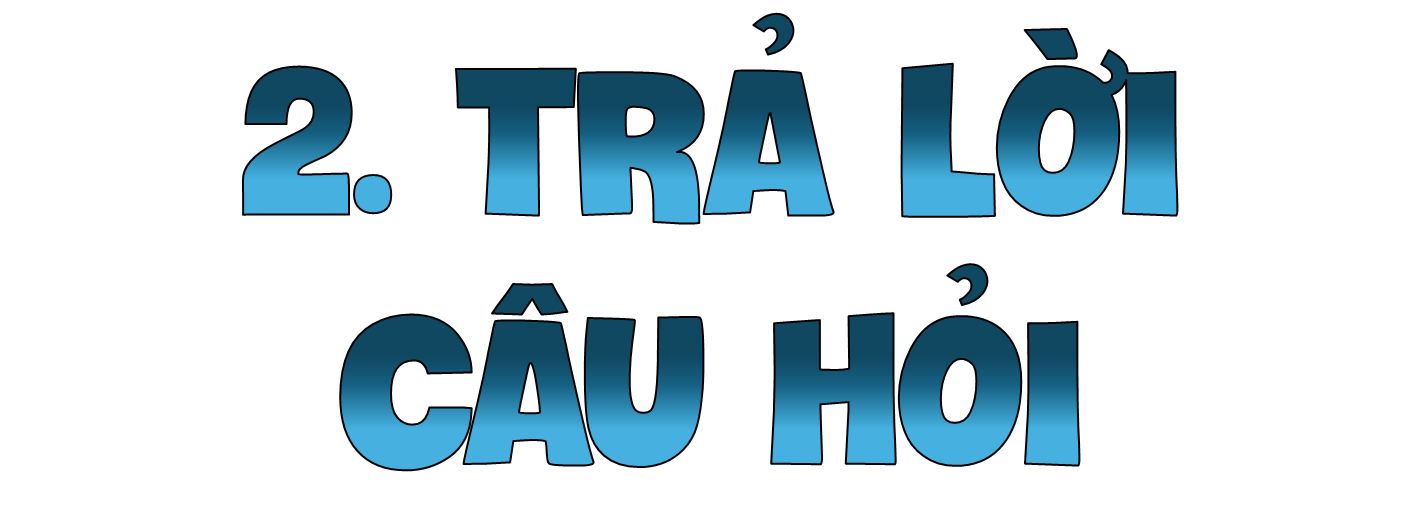 2. TRẢ LỜI
CÂU HỎI